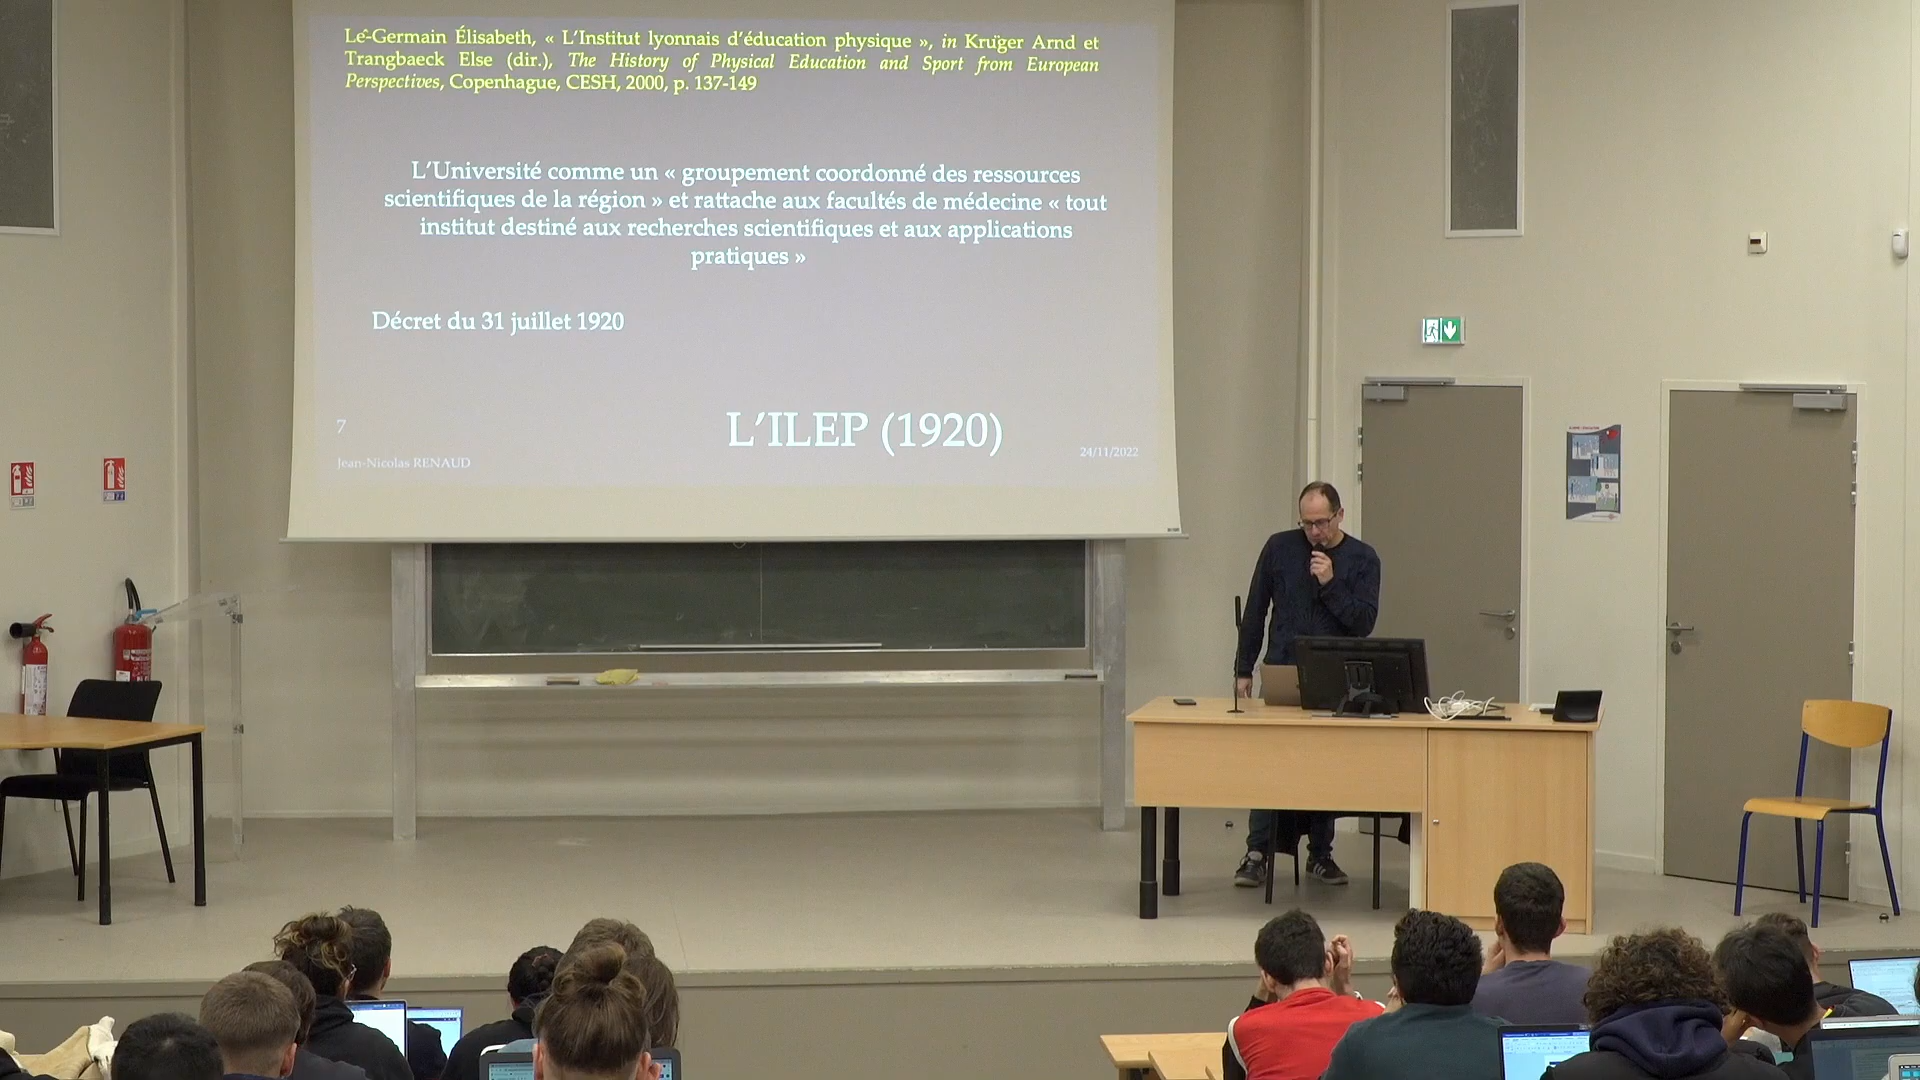 Le-Germain Élisabeth, « L'Institut lyonnais d'éducation physique », in Krüger Arnd et
Trangbaeck Else (dir.), The History of Physical Education and Sport from European
Perspectives, Copenhague, CESH, 2000, p. 137-149
L'Université comme un « groupement coordonné des ressources
scientifiques de la région » et rattache aux facultés de médecine « tout
institut destiné aux recherches scientifiques et aux applications
pratiques »
Décret du 31 juillet 1920
7
L'ILEP (1920)
Jean-Nicolas RENAUD
24/11/2022